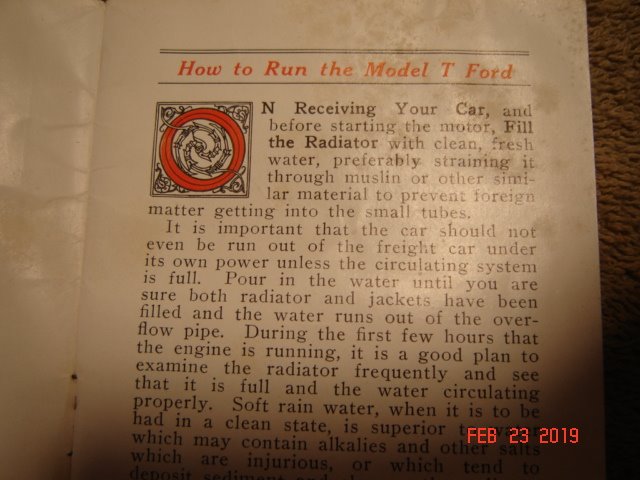 How to Run the Model T Ford
ON Receiving Your Car, and
before starting the motor, Fill
the Radiator with clean, fresh
water, preferably straining it
through muslin or other simi-
lar material to prevent foreign
matter getting into the small tubes.
It is important that the car should not
even be run out of the freight car under
its own power unless the circulating system
is full. Pour in the water until you are
sure both radiator and jackets have been
filled and the water runs out of the over-
flow pipe. During the first few hours that
the engine is running, it is a good plan to
examine the radiator frequently and see
that it is full and the water circulating
properly. Soft rain water, when it is to be
had in a clean state, is superior to water
which may contain alkalies and other salts
which are injurious, or which tend to
deposit sediment and
FEB 23 2019